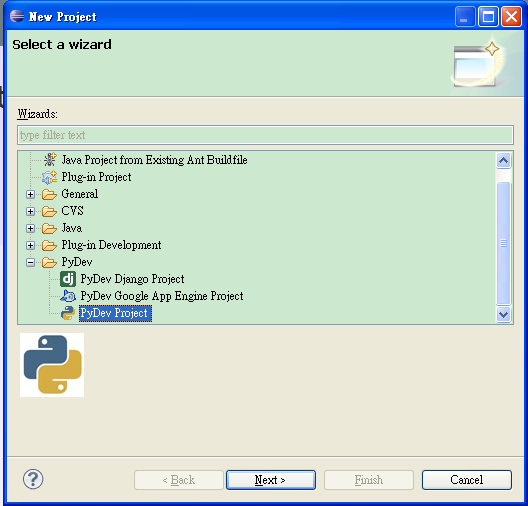 New Project
Select a wizard
t
Wizards:
type filter text
Java Project from Existing Ant Buildfile
Plug-in Project
General
CVS
Java
Plug-in Development
PyDev
dj PyDev Django Project
PyDev Google App Engine Project
PyDev Project
? < Back Next > Finish Cancel